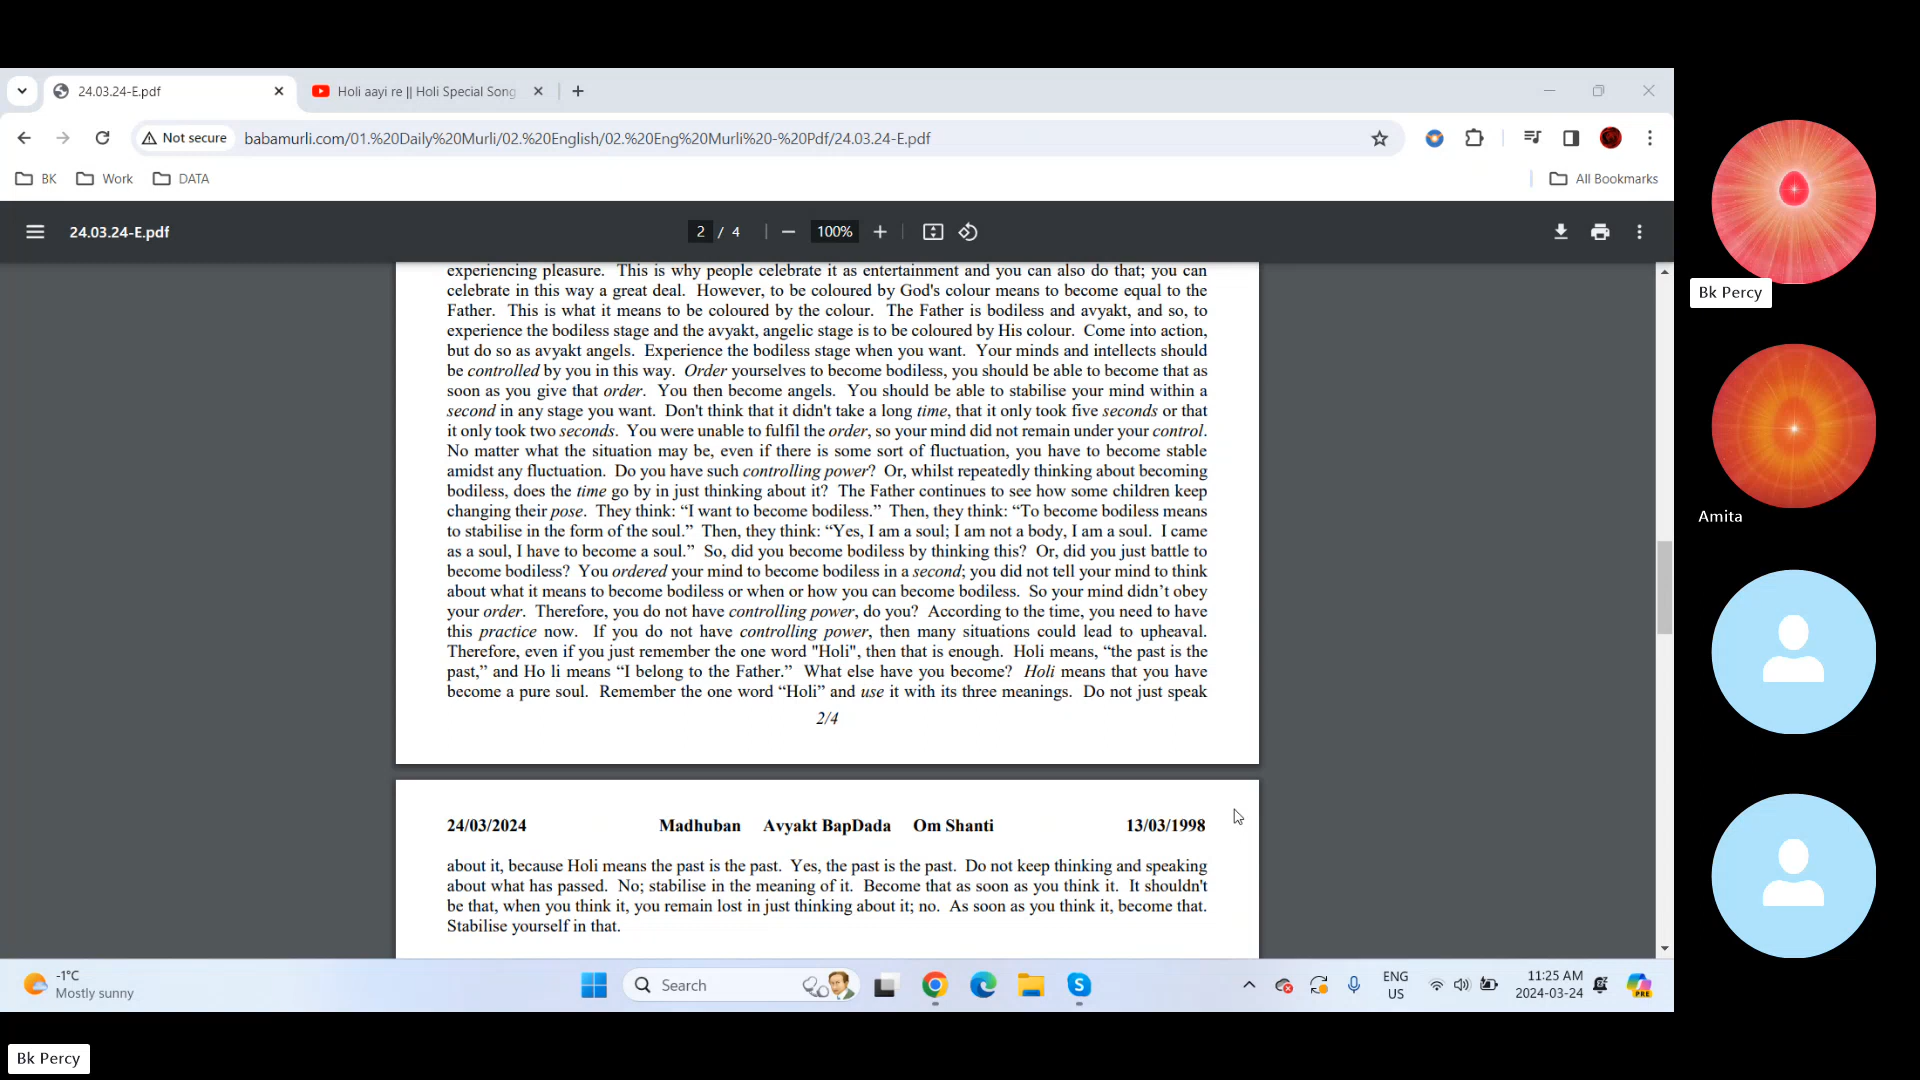 24.03.24-E.pdf
Holi aayi re || Holi Special Song
Not secure
babamurli.com/01.%20Daily%20Murli/02.%20English/02.%20Eng%20Murli%20-%20Pdf/24.03.24-E.pdf
BK
Work
DATA
All Bookmarks
24.03.24-E.pdf
2 / 4
100%
experiencing pleasure. This is why people celebrate it as entertainment and you can also do that; you can
celebrate in this way a great deal. However, to be coloured by God's colour means to become equal to the
Father. This is what it means to be coloured by the colour. The Father is bodiless and avyakt, and so, to
experience the bodiless stage and the avyakt, angelic stage is to be coloured by His colour. Come into action,
but do so as avyakt angels. Experience the bodiless stage when you want. Your minds and intellects should
be controlled by you in this way. Order yourselves to become bodiless, you should be able to become that as
soon as you give that order. You then become angels. You should be able to stabilise your mind within a
second in any stage you want. Don't think that it didn't take a long time, that it only took five seconds or that
it only took two seconds. You were unable to fulfil the order, so your mind did not remain under your control.
No matter what the situation may be, even if there is some sort of fluctuation, you have to become stable
amidst any fluctuation. Do you have such controlling power? Or, whilst repeatedly thinking about becoming
bodiless, does the time go by in just thinking about it? The Father continues to see how some children keep
changing their pose. They think: “I want to become bodiless.” Then, they think: “To become bodiless means
to stabilise in the form of the soul.” Then, they think: “Yes, I am a soul; I am not a body, I am a soul. I came
as a soul, I have to become a soul.” So, did you become bodiless by thinking this? Or, did you just battle to
become bodiless? You ordered your mind to become bodiless in a second; you did not tell your mind to think
about what it means to become bodiless or when or how you can become bodiless. So your mind didn’t obey
your order. Therefore, you do not have controlling power, do you? According to the time, you need to have
this practice now. If you do not have controlling power, then many situations could lead to upheaval.
Therefore, even if you just remember the one word "Holi", then that is enough. Holi means, “the past is the
past,” and Ho li means “I belong to the Father.” What else have you become? Holi means that you have
become a pure soul. Remember the one word “Holi” and use it with its three meanings. Do not just speak
2/4
24/03/2024 Madhuban Avyakt BapDada Om Shanti 13/03/1998
about it, because Holi means the past is the past. Yes, the past is the past. Do not keep thinking and speaking
about what has passed. No; stabilise in the meaning of it. Become that as soon as you think it. It shouldn't
be that, when you think it, you remain lost in just thinking about it; no. As soon as you think it, become that.
Stabilise yourself in that.
-1°C
Mostly sunny
Search
ENG
US
11:25 AM
2024-03-24
PRE
Bk Percy
Amita
Bk Percy